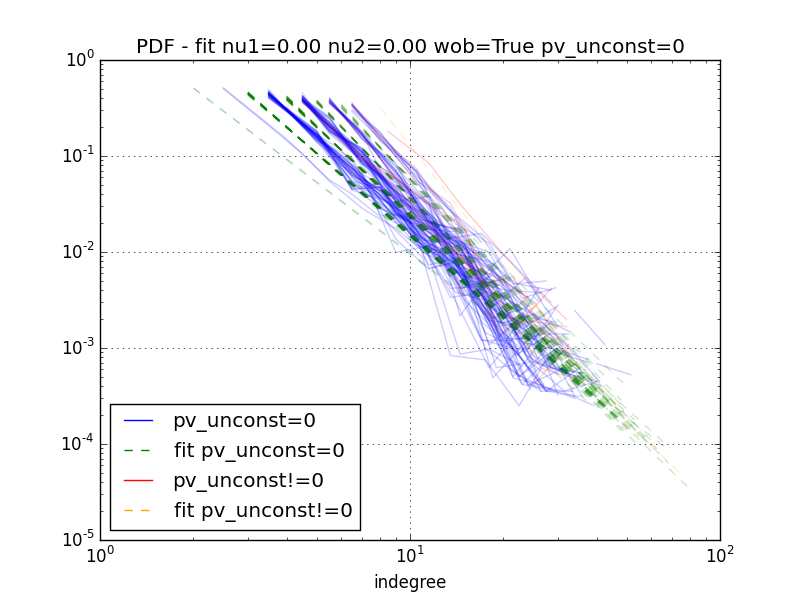 PDF - fit nu1=0.00 nu2=0.00 wob=True pv_unconst=0
10^0
10^-1
10^-2
10^-3
10^-4
10^-5
pv_unconst=0
fit pv_unconst=0
pv_unconst!=0
fit pv_unconst!=0
10^0 10^1 10^2
indegree